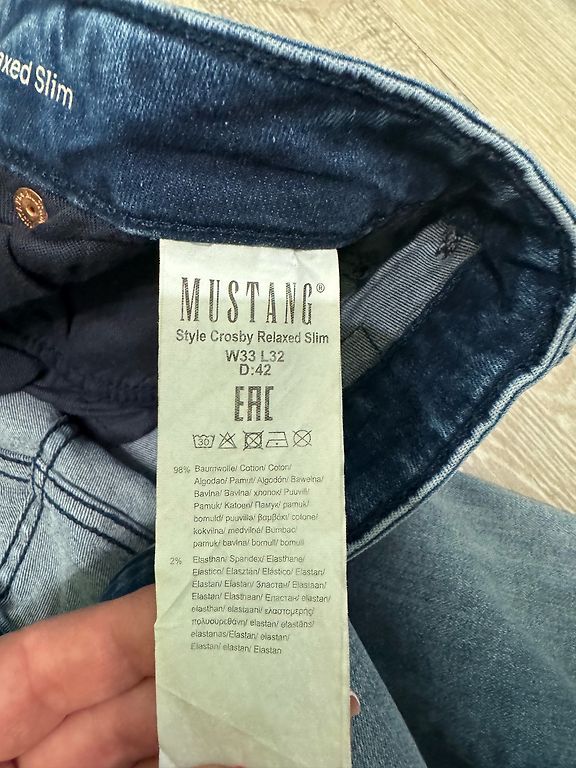 axed Slim
MUSTANG®
Style Crosby Relaxed Slim
W33 L32
D:42
EAC
30
98% Baumwolle/ Cotton/ Coton/
Algodao/ Pamut/ Algodón/ Bawełna/
Bavlna/ Bavlna/ хлопок/ Puuvill/
Pamuk/ Katoen/ Памук/ pamuk/
bomuld/ puuvilla/ βαμβάκι/ cotone/
kokvilna/ medvilnė/ Bumbac/
pamuk/ bavlna/ bomull/ bomull
2% Elasthan/ Spandex/ Elasthane/
Elástico/ Elasztán/ Elástico/ Elastan/
Elastan/ Elastan/ Эластан/ Elastaan/
Elastan/ Elasthaan/ Еластан/ elastan/
elasthan/ elastaani/ ελαστομερής/
πολυουρεθάνη/ elastan/ elastāns/
elastanas/Elastan/ elastan/
Elastan/ elastan/ Elastan